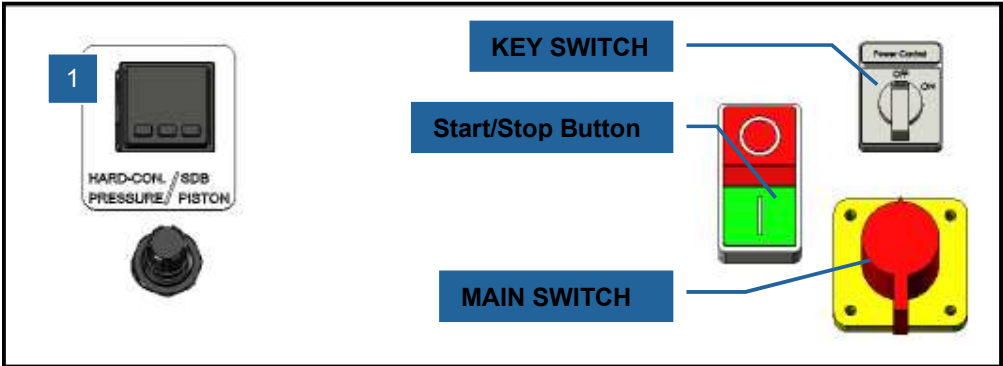 1
HARD-CON. / SDB
PRESSURE / PISTON
KEY SWITCH
Power Control
OFF
ON
Start/Stop Button
MAIN SWITCH